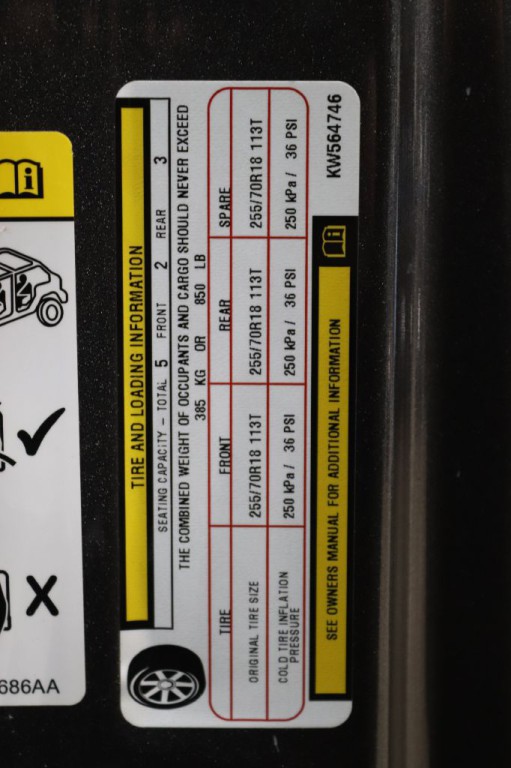 TIRE AND LOADING INFORMATION
SEATING CAPACITY – TOTAL 5 FRONT 2 REAR 3
THE COMBINED WEIGHT OF OCCUPANTS AND CARGO SHOULD NEVER EXCEED
385 KG OR 850 LB
TIRE FRONT REAR SPARE
ORIGINAL TIRE SIZE 255/70R18 113T 255/70R18 113T 255/70R18 113T
COLD TIRE INFLATION
PRESSURE 250 kPa / 36 PSI 250 kPa / 36 PSI 250 kPa / 36 PSI
SEE OWNERS MANUAL FOR ADDITIONAL INFORMATION
KW564746
686AA